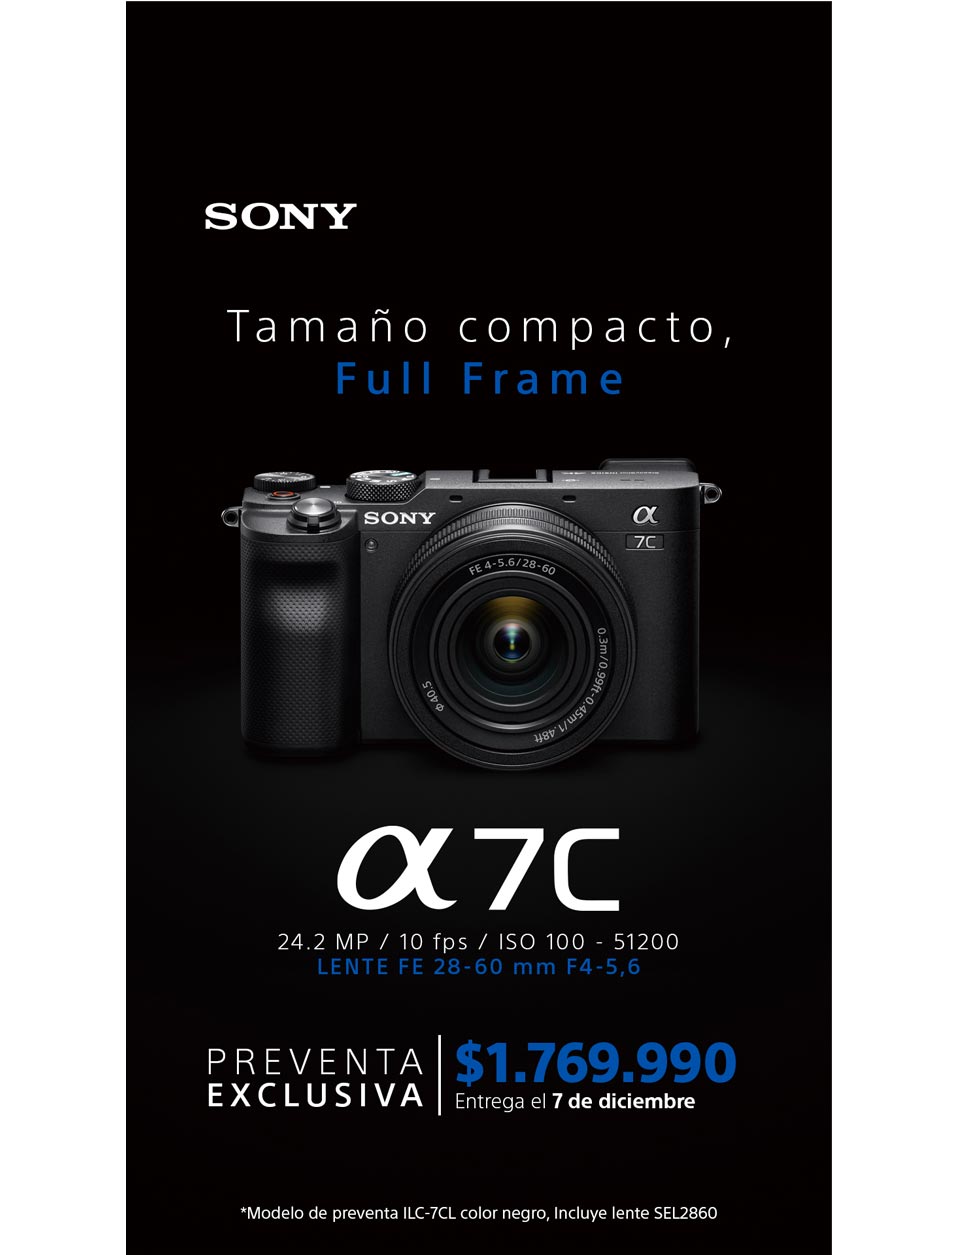 SONY
Tamaño compacto,
Full Frame
SONY
α
7C
FE 4-5.6/28-60
0.3m/0.99ft-0.45m/1.48ft
Φ40.5
α7C
24.2 MP / 10 fps / ISO 100 - 51200
LENTE FE 28-60 mm F4-5,6
PREVENTA
EXCLUSIVA
$1.769.990
Entrega el 7 de diciembre
*Modelo de preventa ILC-7CL color negro, Incluye lente SEL2860